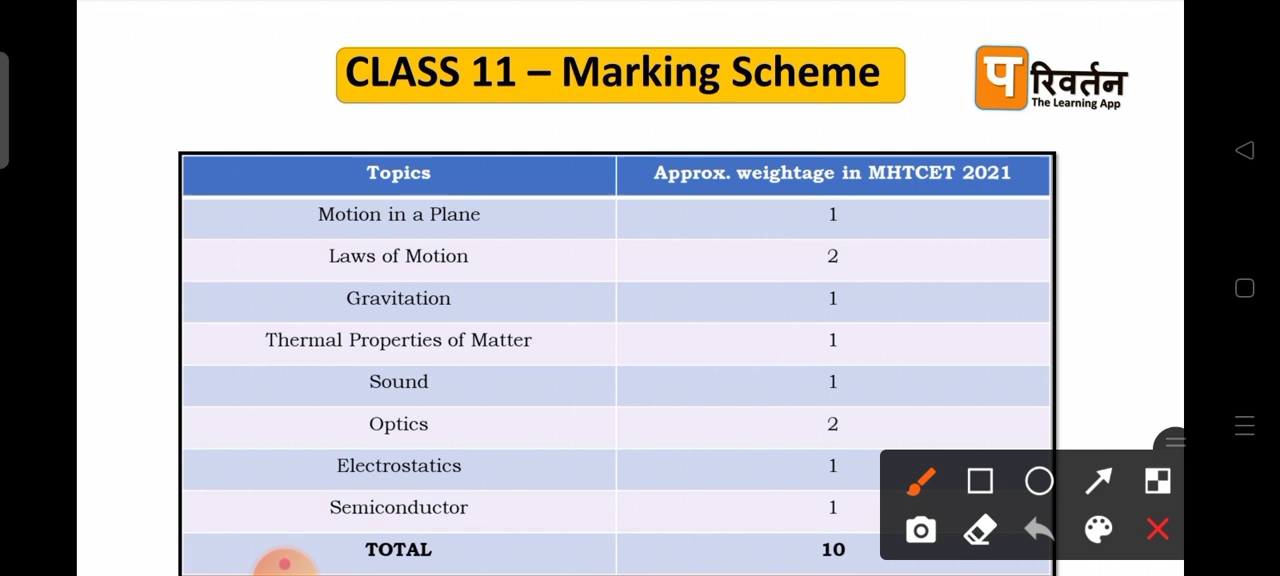 CLASS 11 – Marking Scheme
परिवर्तन
The Learning App
Topics Approx. weightage in MHTCET 2021
Motion in a Plane 1
Laws of Motion 2
Gravitation 1
Thermal Properties of Matter 1
Sound 1
Optics 2
Electrostatics 1
Semiconductor 1
TOTAL 10